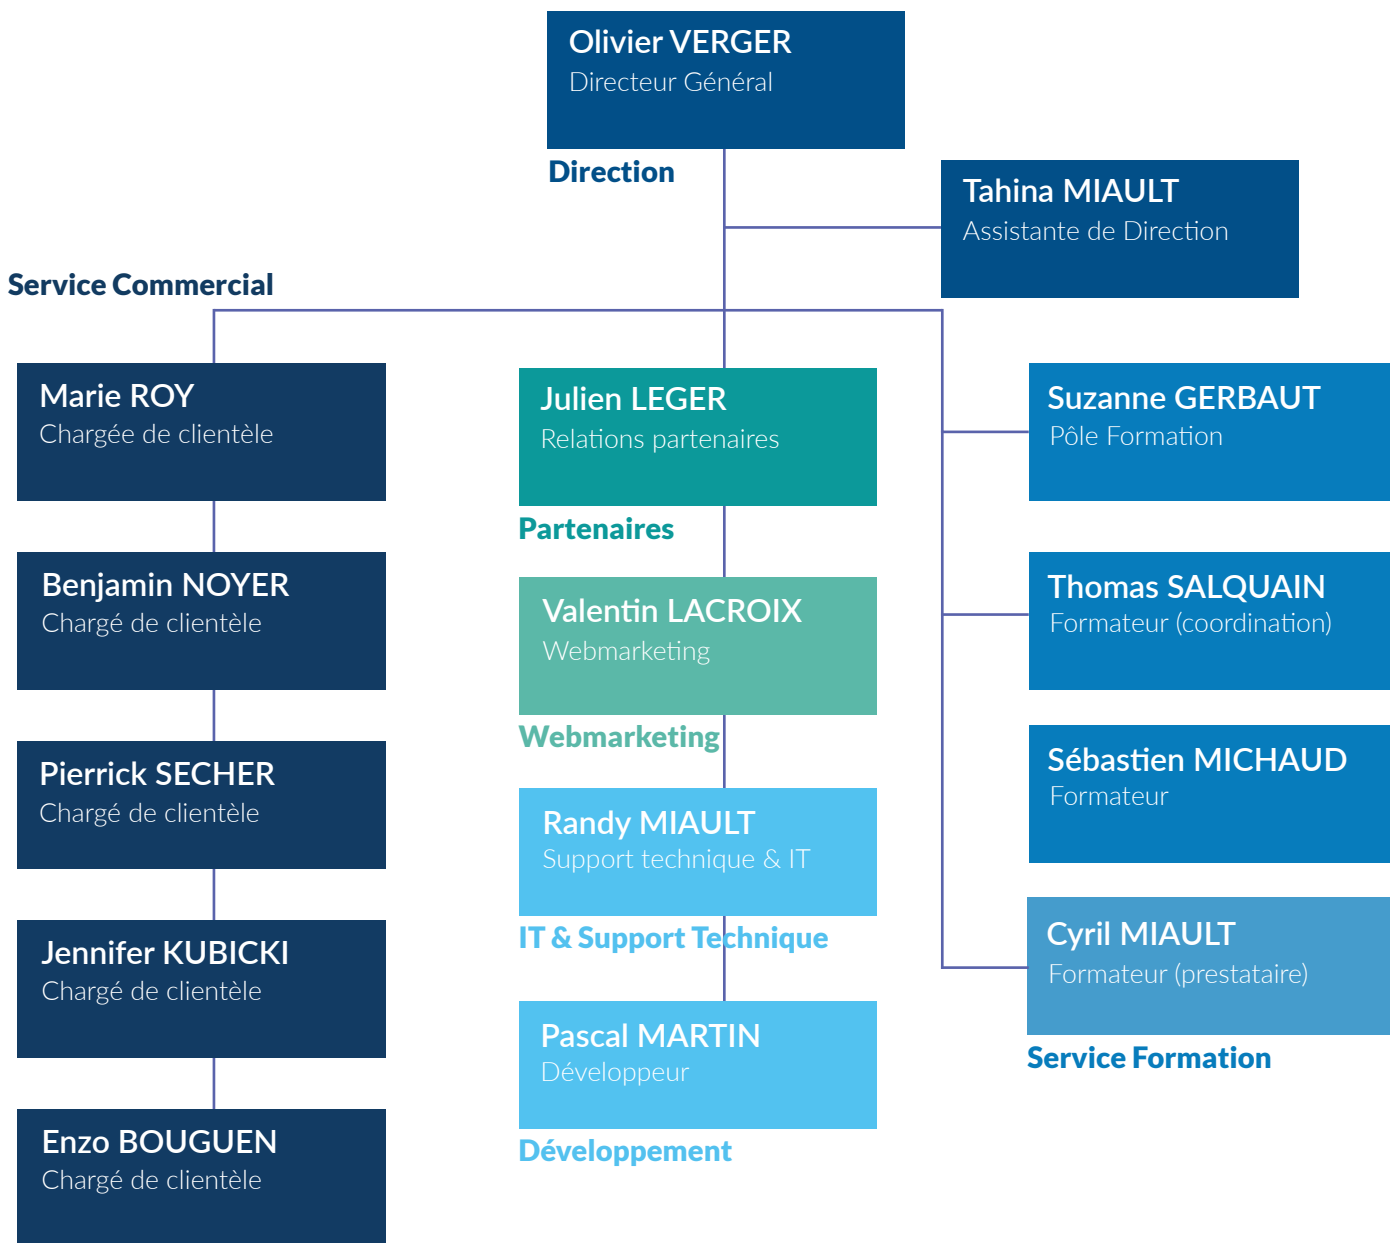 Olivier VERGER
Directeur Général
Direction
Tahina MIAULT
Assistante de Direction
Service Commercial
Marie ROY
Chargée de clientèle
Benjamin NOYER
Chargé de clientèle
Pierrick SECHER
Chargé de clientèle
Jennifer KUBICKI
Chargé de clientèle
Enzo BOUGUEN
Chargé de clientèle
Julien LEGER
Relations partenaires
Partenaires
Valentin LACROIX
Webmarketing
Webmarketing
Randy MIAULT
Support technique & IT
IT & Support Technique
Pascal MARTIN
Développeur
Développement
Suzanne GERBAUT
Pôle Formation
Thomas SALQUAIN
Formateur (coordination)
Sébastien MICHAUD
Formateur
Cyril MIAULT
Formateur (prestataire)
Service Formation